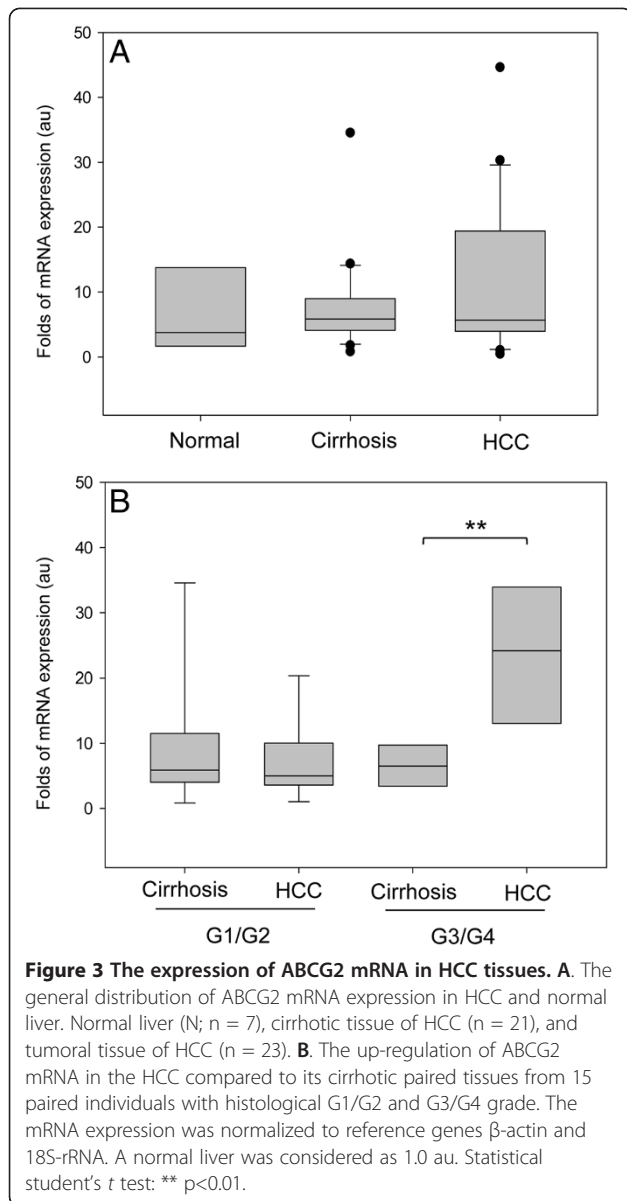 A
Folds of mRNA expression (au)
50
40
30
20
10
0
Normal Cirrhosis HCC
B
Folds of mRNA expression (au)
50
40
30
20
10
0
**
Cirrhosis HCC Cirrhosis HCC
G1/G2 G3/G4
Figure 3 The expression of ABCG2 mRNA in HCC tissues. A. The
general distribution of ABCG2 mRNA expression in HCC and normal
liver. Normal liver (N; n = 7), cirrhotic tissue of HCC (n = 21), and
tumoral tissue of HCC (n = 23). B. The up-regulation of ABCG2
mRNA in the HCC compared to its cirrhotic paired tissues from 15
paired individuals with histological G1/G2 and G3/G4 grade. The
mRNA expression was normalized to reference genes β-actin and
18S-rRNA. A normal liver was considered as 1.0 au. Statistical
student's t test: ** p<0.01.